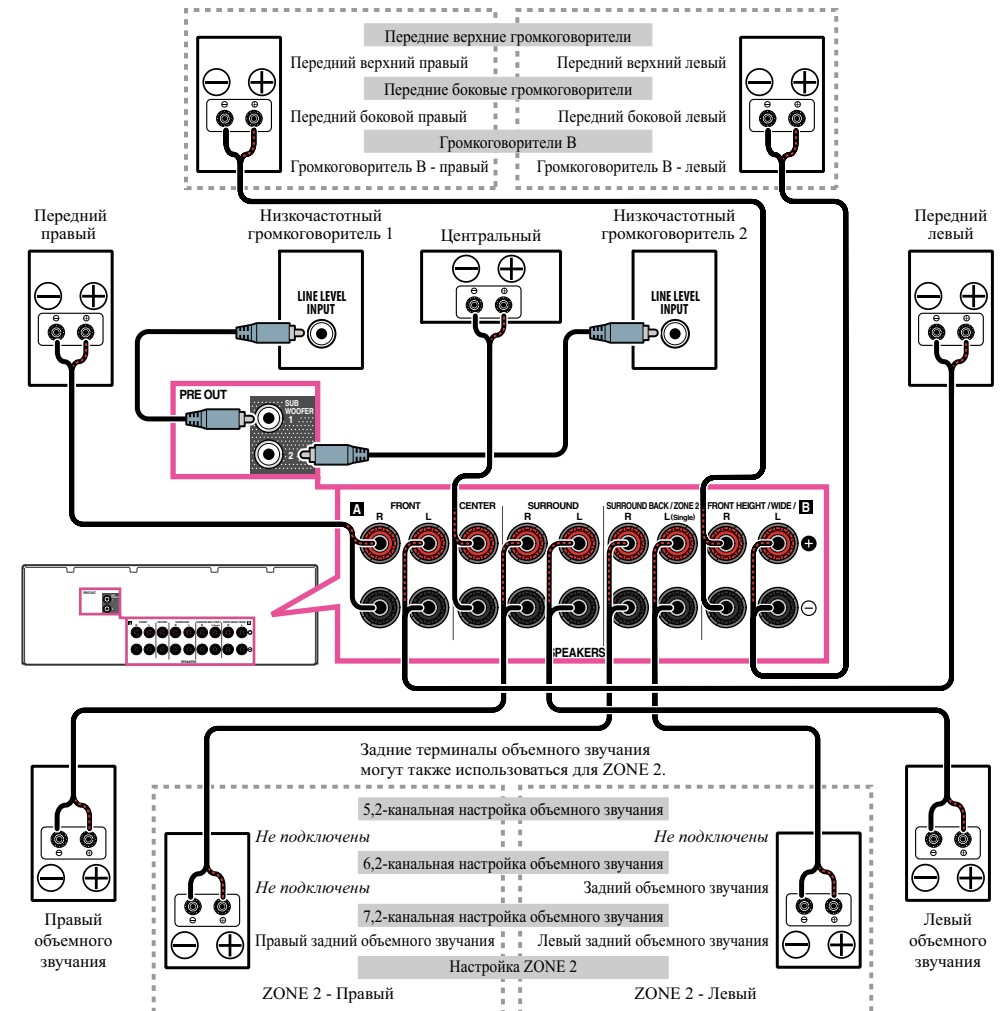 Передние верхние громкоговорители
Передний верхний правый
Передний верхний левый
Передние боковые громкоговорители
Передний боковой правый
Передний боковой левый
Громкоговорители B
Громкоговоритель B - правый
Громкоговоритель B - левый
Передний
правый
Низкочастотный
громкоговоритель 1
Центральный
Низкочастотный
громкоговоритель 2
Передний
левый
LINE LEVEL
INPUT
LINE LEVEL
INPUT
PRE OUT
SUB
WOOFER
1
2
A
FRONT
R
L
CENTER
SURROUND
R
L
SURROUND BACK / ZONE 2
R
L (Single)
FRONT HEIGHT / WIDE / B
R
L
SPEAKERS
PRE OUT
SPEAKERS
Задние терминалы объемного звучания
могут также использоваться для ZONE 2.
5,2-канальная настройка объемного звучания
Не подключены
Не подключены
6,2-канальная настройка объемного звучания
Не подключены
Задний объемного звучания
7,2-канальная настройка объемного звучания
Правый задний объемного звучания
Левый задний объемного звучания
Настройка ZONE 2
ZONE 2 - Правый
ZONE 2 - Левый
Правый
объемного
звучания
Левый
объемного
звучания